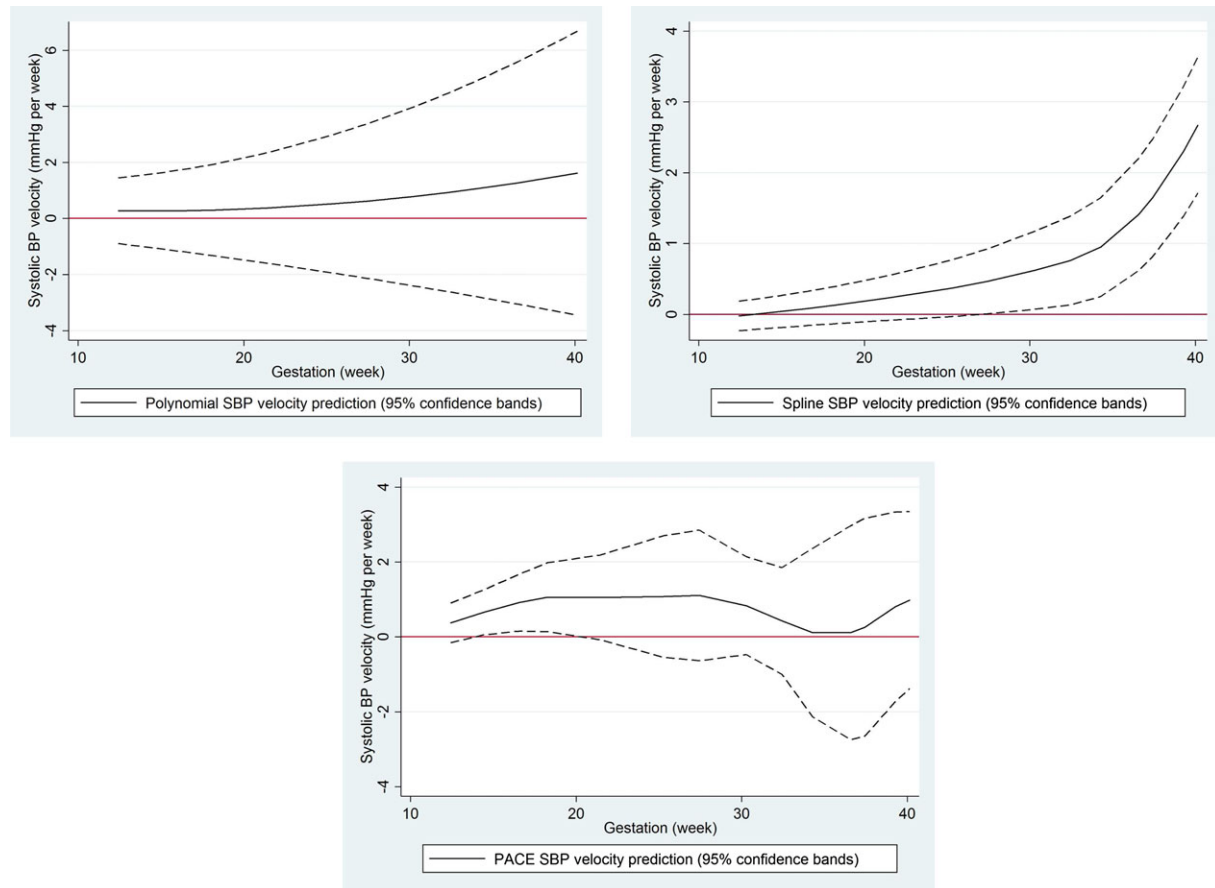 Systolic BP velocity (mmHg per week)
6
4
2
0
-2
-4
10 20 30 40
Gestation (week)
Polynomial SBP velocity prediction (95% confidence bands)
Systolic BP velocity (mmHg per week)
4
3
2
1
0
10 20 30 40
Gestation (week)
Spline SBP velocity prediction (95% confidence bands)
Systolic BP velocity (mmHg per week)
4
2
0
-2
-4
10 20 30 40
Gestation (week)
PACE SBP velocity prediction (95% confidence bands)